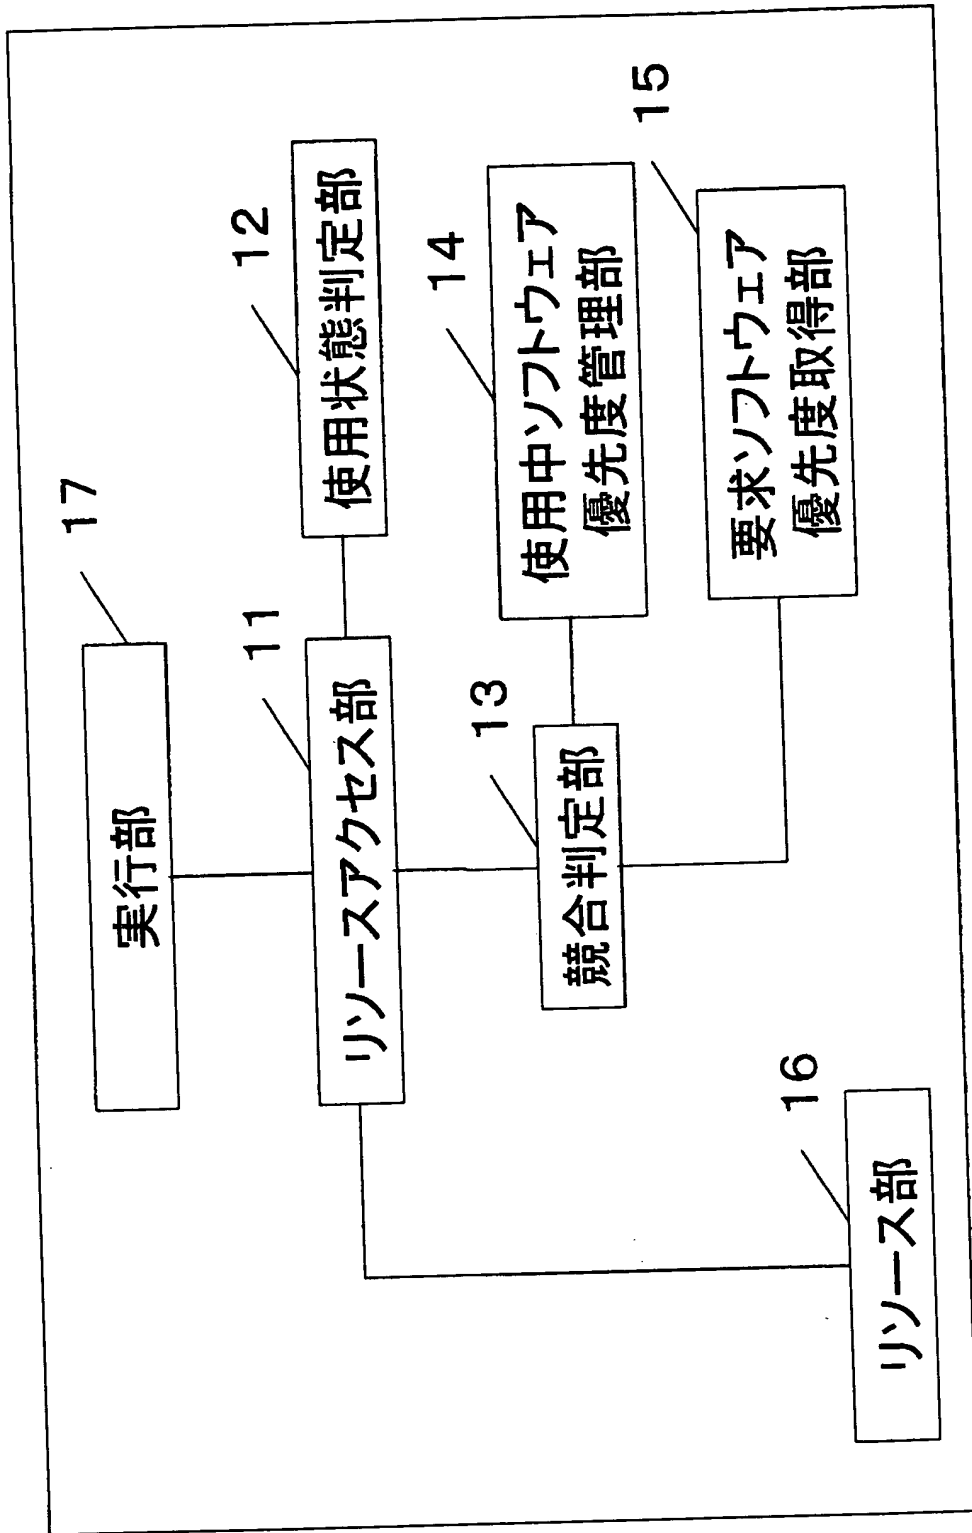 17
実行部
11
リソースアクセス部
12
使用状態判定部
13
競合判定部
14
使用中ソフトウェア
優先度管理部
15
要求ソフトウェア
優先度取得部
16
リソース部